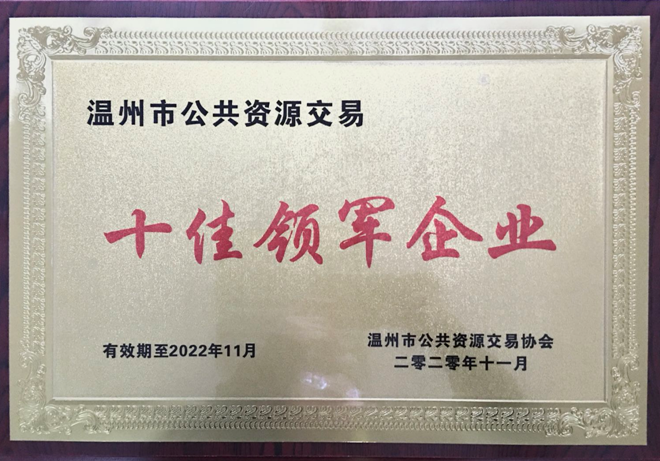 温州市公共资源交易
十佳领军企业
有效期至2022年11月
温州市公共资源交易协会
二零二零年十一月